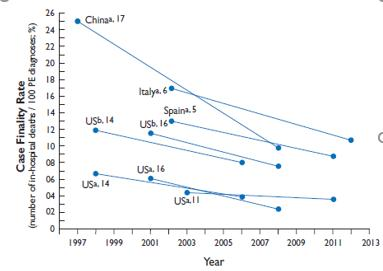 26
24
22
20
18
16
14
12
10
08
06
04
02
0
Case Finality Rate
(number of in-hospital deaths / 100 PE diagnoses; %)
Chinaª, 17
Italyª, 6
Spainª, 5
USᵇ, 14
USᵇ, 16
USª, 16
USª, 14
USª, 11
1997 1999 2001 2003 2005 2007 2009 2011 2012 2013
Year